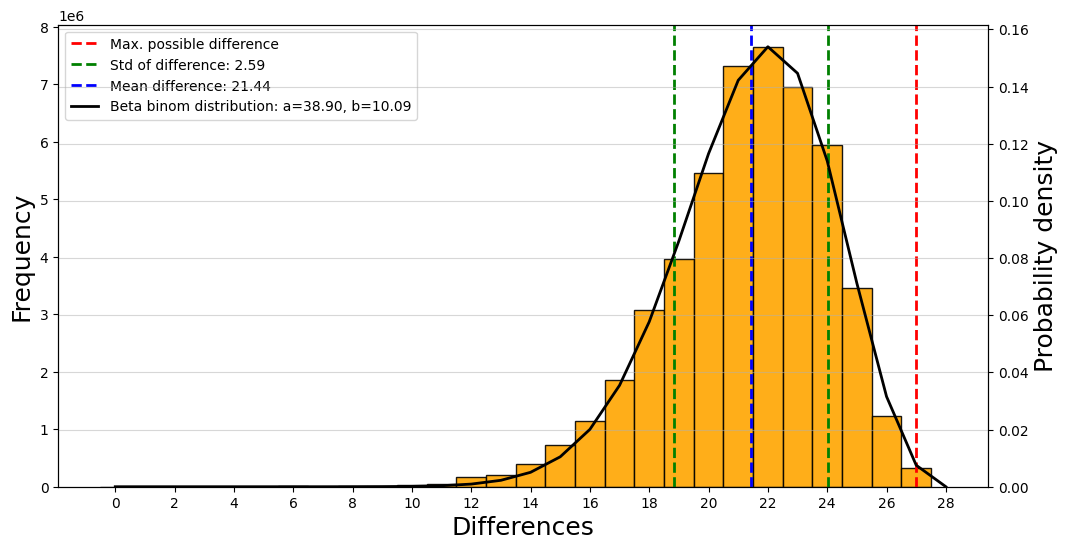 1e6
Max. possible difference
Std of difference: 2.59
Mean difference: 21.44
Beta binom distribution: a=38.90, b=10.09
8
7
6
5
4
3
2
1
0
Frequency
0.16
0.14
0.12
0.10
0.08
0.06
0.04
0.02
0.00
Probability density
0 2 4 6 8 10 12 14 16 18 20 22 24 26 28
Differences